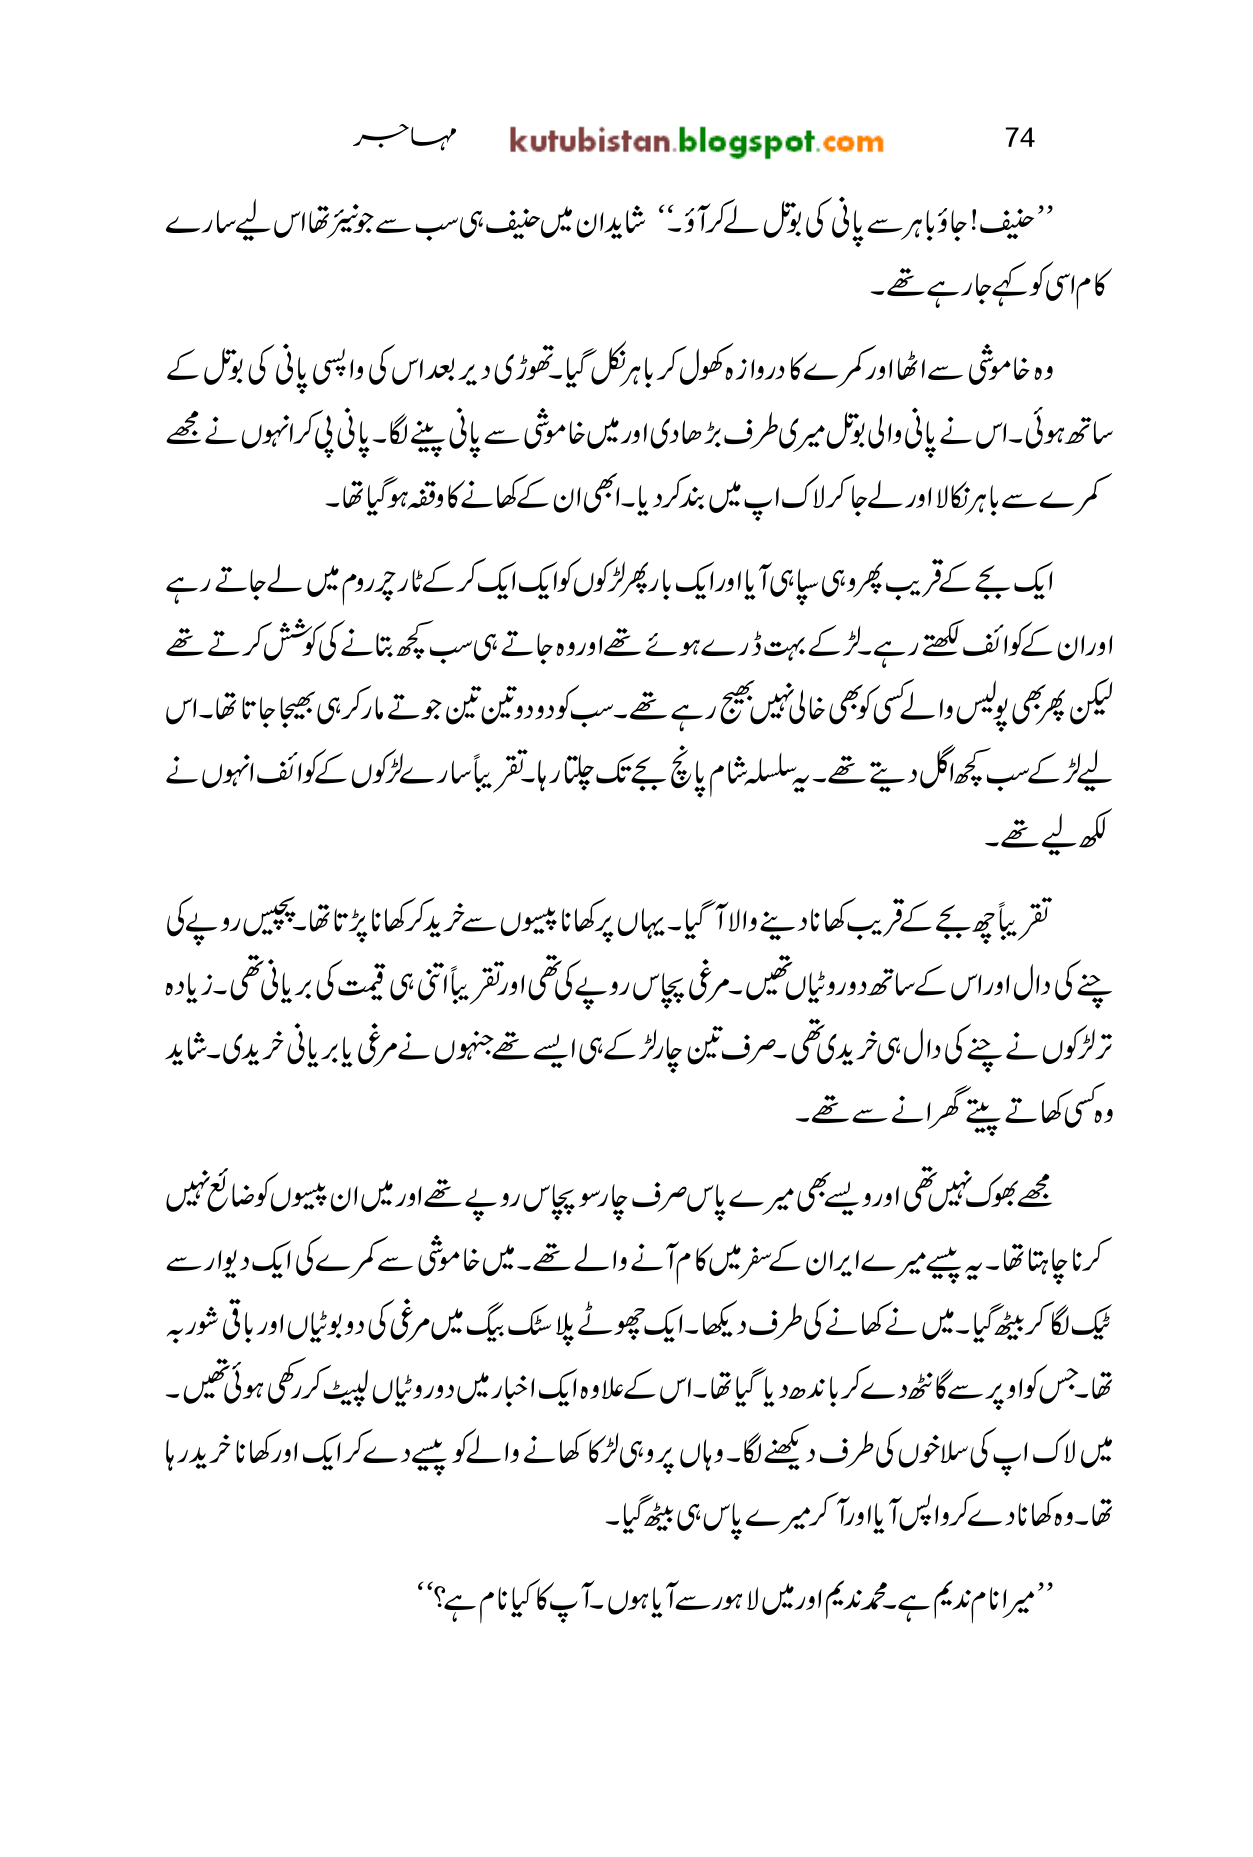 74 kutubistan.blogspot.com مہاجر
’’حنیف! جاؤ باہر سے پانی کی بوتل لے کر آؤ۔‘‘ شاید ان میں حنیف ہی سب سے جونیئر تھا اس لیے سارے
کام اسی کو کہے جا رہے تھے۔
وہ خاموشی سے اٹھا اور کمرے کا دروازہ کھول کر باہر نکل گیا۔ تھوڑی دیر بعد اس کی واپسی پانی کی بوتل کے
ساتھ ہوئی۔ اس نے پانی والی بوتل میری طرف بڑھا دی اور میں خاموشی سے پانی پینے لگا۔ پانی پی کر انہوں نے مجھے
کمرے سے باہر نکالا اور لے جا کر لاک اپ میں بند کر دیا۔ ابھی ان کے کھانے کا وقفہ ہو گیا تھا۔
ایک بجے کے قریب پھر وہی سپاہی آیا اور ایک بار پھر لڑکوں کو ایک ایک کر کے ٹارچر روم میں لے جاتے رہے
اور ان کے کوائف لکھتے رہے۔ لڑکے بہت ڈرے ہوئے تھے اور وہ جاتے ہی سب کچھ بتانے کی کوشش کرتے تھے
لیکن پھر بھی پولیس والے کسی کو بھی خالی نہیں بھیج رہے تھے۔ سب کو دو دو تین تین جوتے مار کر ہی بھیجا جاتا تھا۔ اس
لیے لڑکے سب کچھ اگل دیتے تھے۔ یہ سلسلہ شام پانچ بجے تک چلتا رہا۔ تقریباً سارے لڑکوں کے کوائف انہوں نے
لکھ لیے تھے۔
تقریباً چھ بجے کے قریب کھانا دینے والا آ گیا۔ یہاں پر کھانا پیسوں سے خرید کر کھانا پڑتا تھا۔ پچیس روپے کی
چنے کی دال اور اس کے ساتھ دو روٹیاں تھیں۔ مرغی پچاس روپے کی تھی اور تقریباً اتنی ہی قیمت کی بریانی تھی۔ زیادہ
تر لڑکوں نے چنے کی دال ہی خریدی تھی۔ صرف تین چار لڑکے ہی ایسے تھے جنہوں نے مرغی یا بریانی خریدی۔ شاید
وہ کسی کھاتے پیتے گھرانے سے تھے۔
مجھے بھوک نہیں تھی اور ویسے بھی میرے پاس صرف چار سو پچاس روپے تھے اور میں ان پیسوں کو ضائع نہیں
کرنا چاہتا تھا۔ یہ پیسے میرے ایران کے سفر میں کام آنے والے تھے۔ میں خاموشی سے کمرے کی ایک دیوار سے
ٹیک لگا کر بیٹھ گیا۔ میں نے کھانے کی طرف دیکھا۔ ایک چھوٹے پلاسٹک بیگ میں مرغی کی دو بوٹیاں اور باقی شوربہ
تھا۔ جس کو اوپر سے گانٹھ دے کر باندھ دیا گیا تھا۔ اس کے علاوہ ایک اخبار میں دو روٹیاں لپیٹ کر رکھی ہوئی تھیں۔
میں لاک اپ کی سلاخوں کی طرف دیکھنے لگا۔ وہاں پر وہی لڑکا کھانے والے کو پیسے دے کر ایک اور کھانا خرید رہا
تھا۔ وہ کھانا دے کر واپس آیا اور آ کر میرے پاس ہی بیٹھ گیا۔
’’میرا نام ندیم ہے۔ محمد ندیم اور میں لاہور سے آیا ہوں۔ آپ کا کیا نام ہے؟‘‘